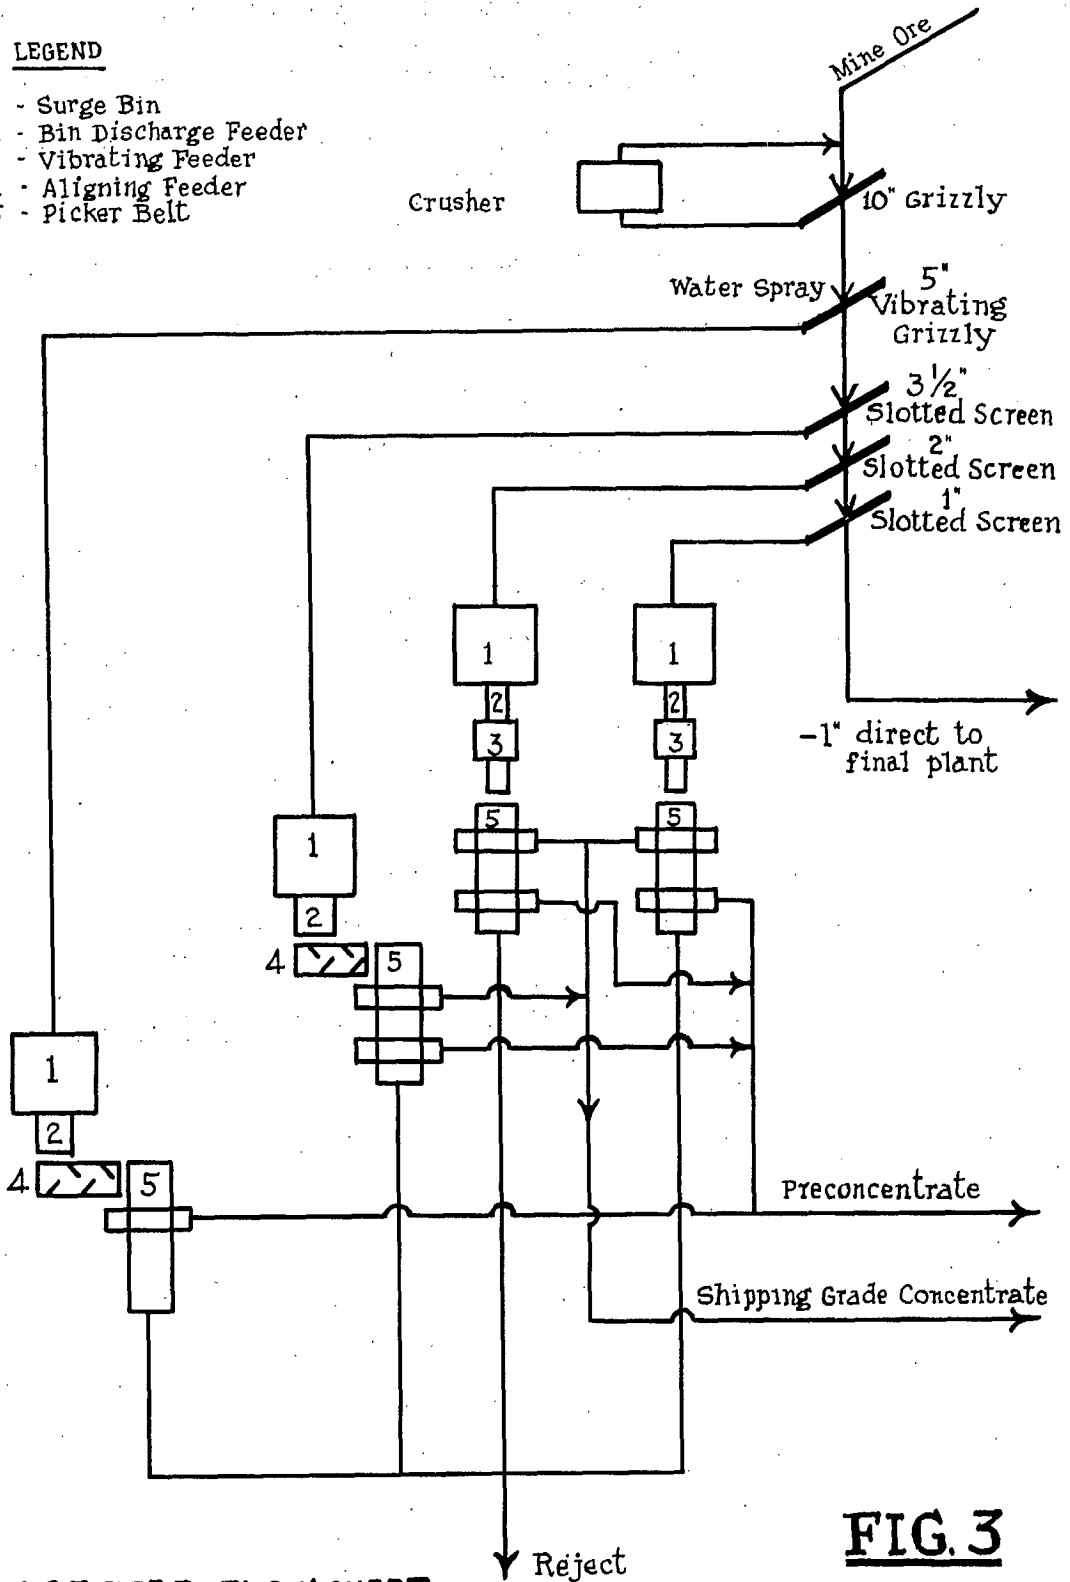 LEGEND
- Surge Bin
- Bin Discharge Feeder
- Vibrating Feeder
- Aligning Feeder
- Picker Belt
Mine Ore
Crusher
10" Grizzly
Water Spray
5"
Vibrating
Grizzly
3 1/2"
Slotted Screen
2"
Slotted Screen
1"
Slotted Screen
1
1
2
2
3
3
-1" direct to
final plant
5
5
1
2
4
5
1
2
4
5
Preconcentrate
Shipping Grade Concentrate
Reject
FIG. 3